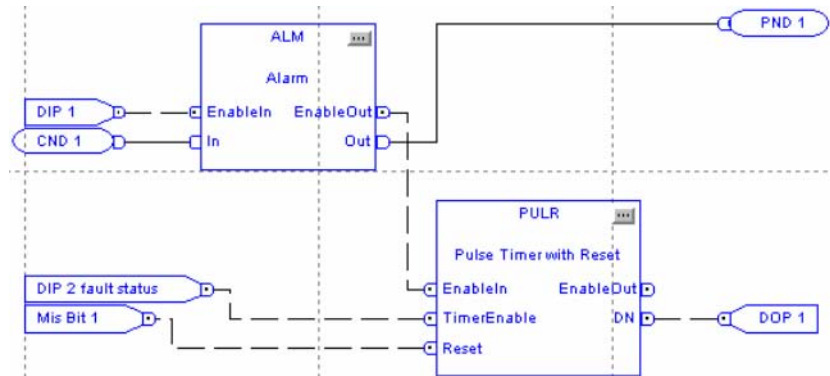 ALM
PND 1
Alarm
DIP 1
EnableIn EnableOut
CND 1
In Out
PULR
Pulse Timer with Reset
DIP 2 fault status
EnableIn EnableOut
Mis Bit 1
TimerEnable DN
DOP 1
Reset